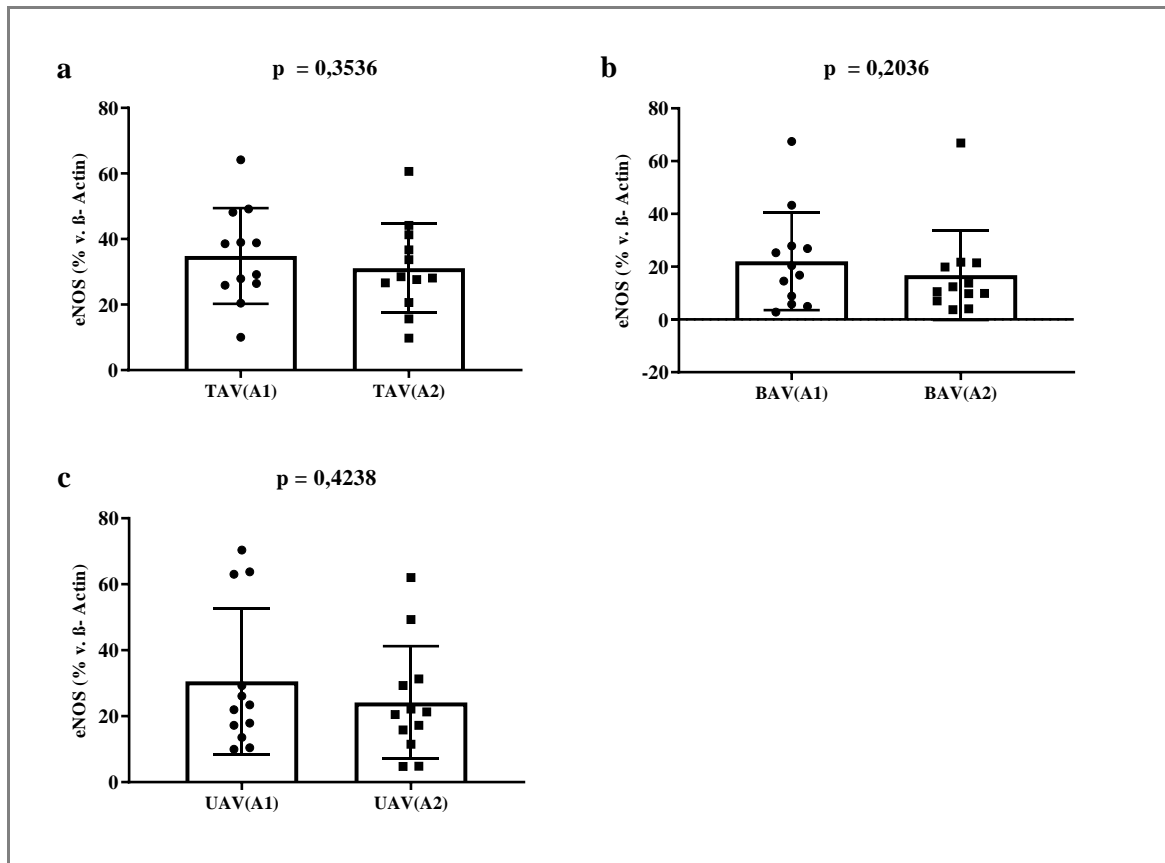 a
p = 0,3536
eNOS (% v. ß- Actin)
80
60
40
20
0
TAV(A1)
TAV(A2)
b
p = 0,2036
eNOS (% v. ß- Actin)
80
60
40
20
0
-20
BAV(A1)
BAV(A2)
c
p = 0,4238
eNOS (% v. ß- Actin)
80
60
40
20
0
UAV(A1)
UAV(A2)